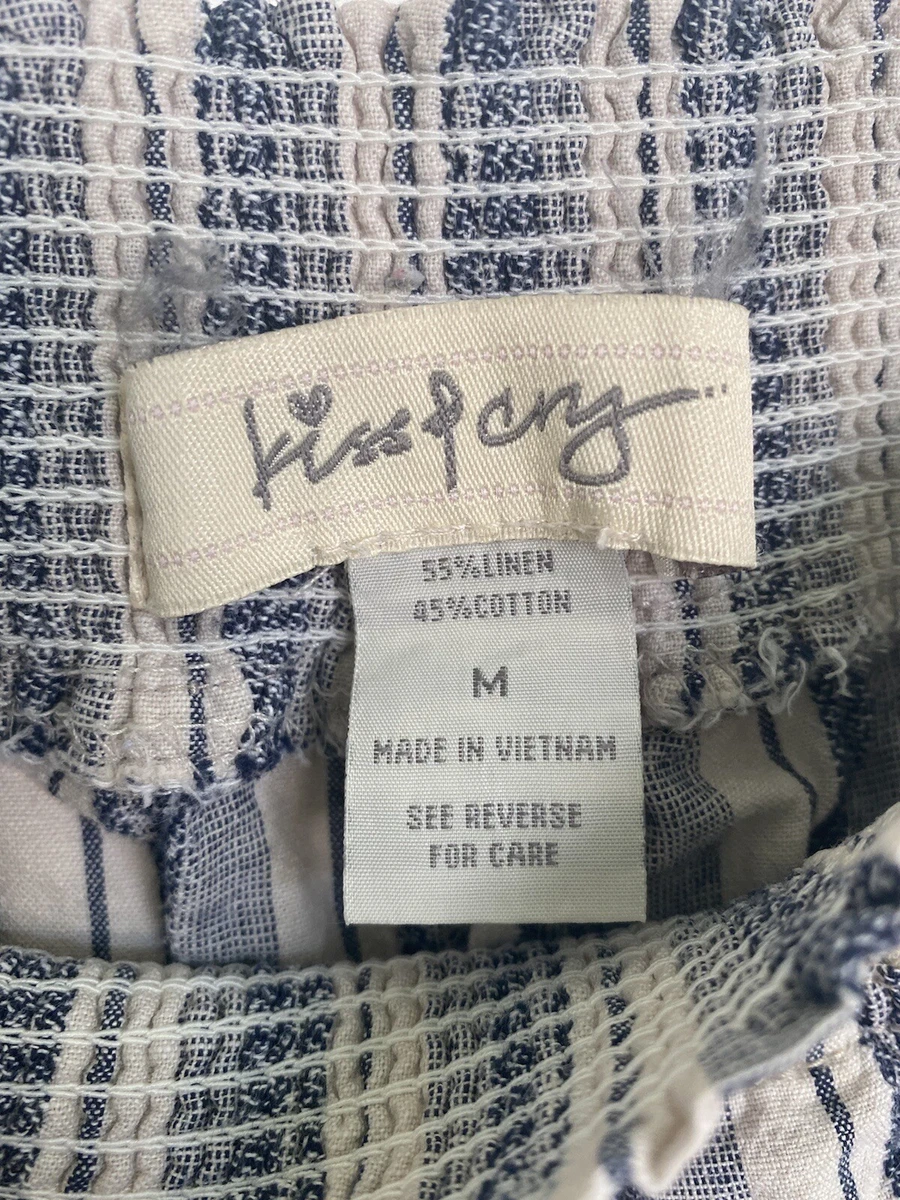 kiss & cry
55%LINEN
45%COTTON
M
MADE IN VIETNAM
SEE REVERSE
FOR CARE